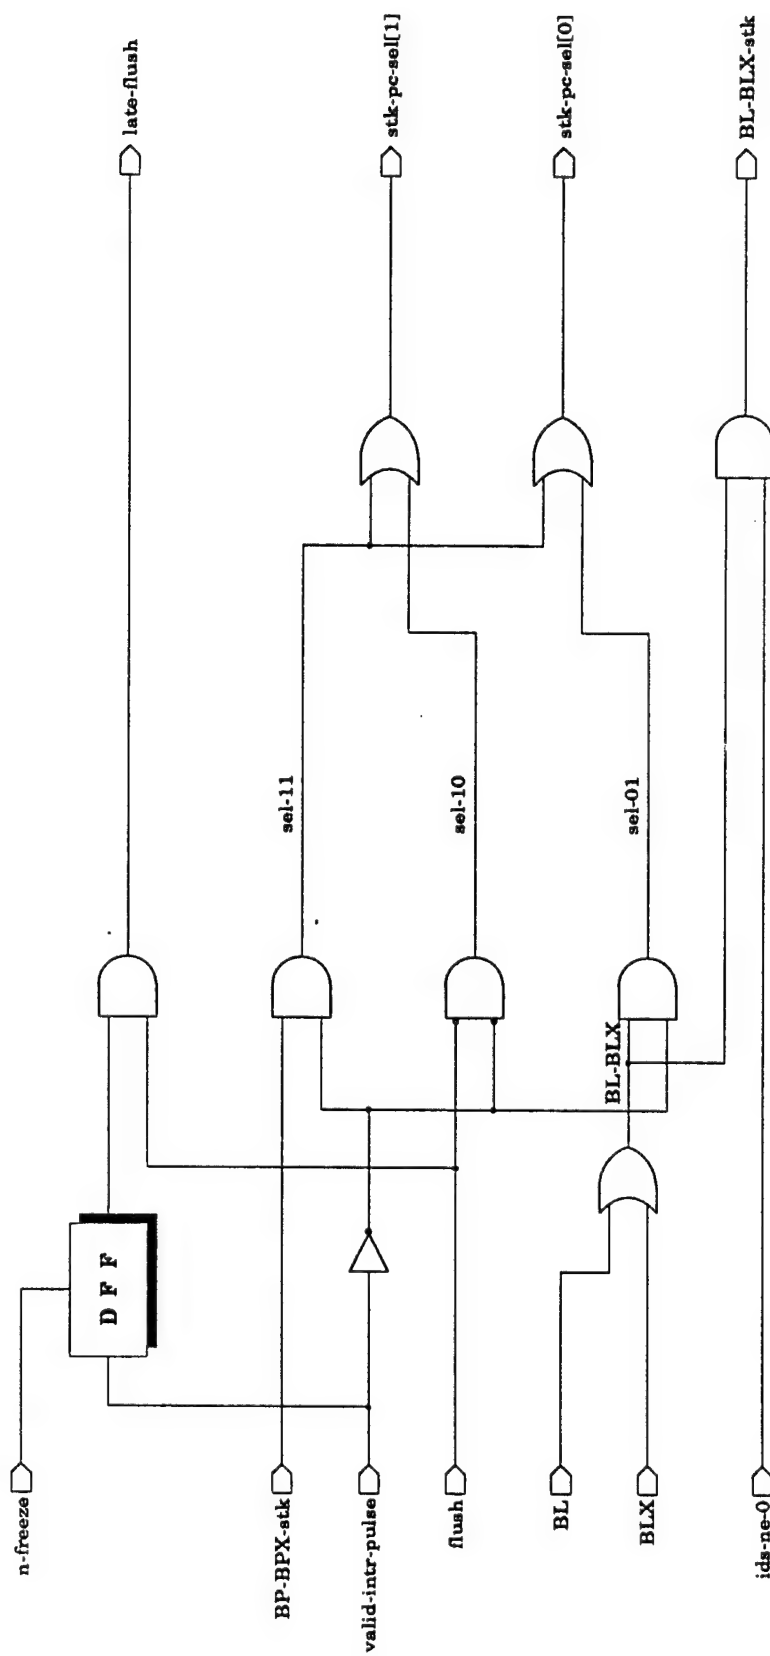 n-freeze
BP-BPX-stk
valid-intr-pulse
flush
BL
BLX
ids-ne-0
D F F
BL-BLX
sel-11
sel-10
sel-01
late-flush
stk-pc-sel[1]
stk-pc-sel[0]
BL-BLX-stk